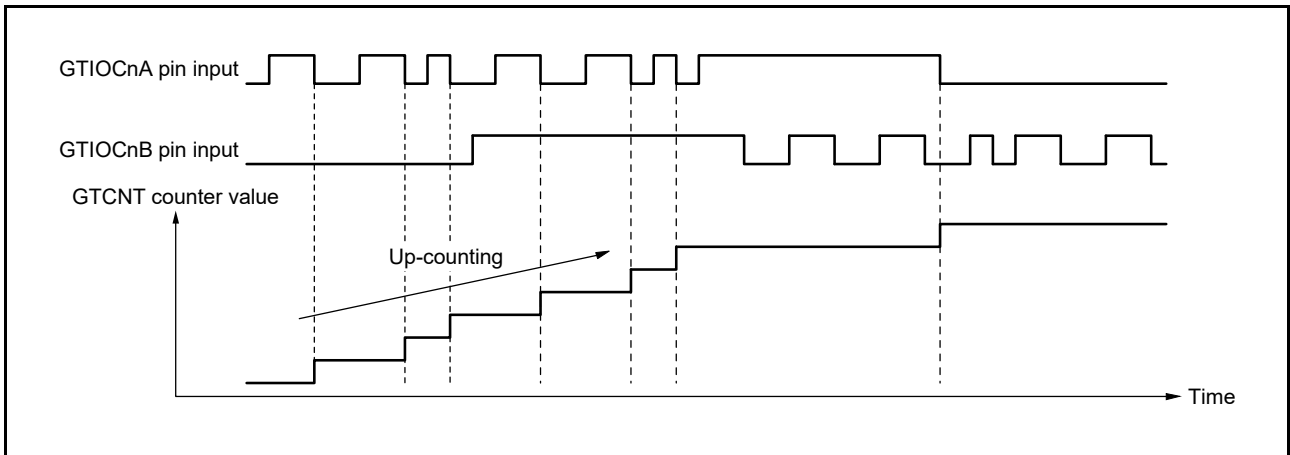 GTIOCnA pin input
GTIOCnB pin input
GTCNT counter value
Up-counting
Time